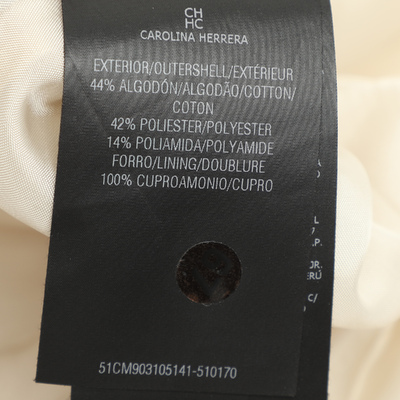 CH
HC
CAROLINA HERRERA
EXTERIOR/OUTERSHELL/EXTÉRIEUR
44% ALGODÓN/ALGODÃO/COTTON/
COTON
42% POLIESTER/POLYESTER
14% POLIAMIDA/POLYAMIDE
FORRO/LINING/DOUBLURE
100% CUPROAMONIO/CUPRO
51CM903105141-510170